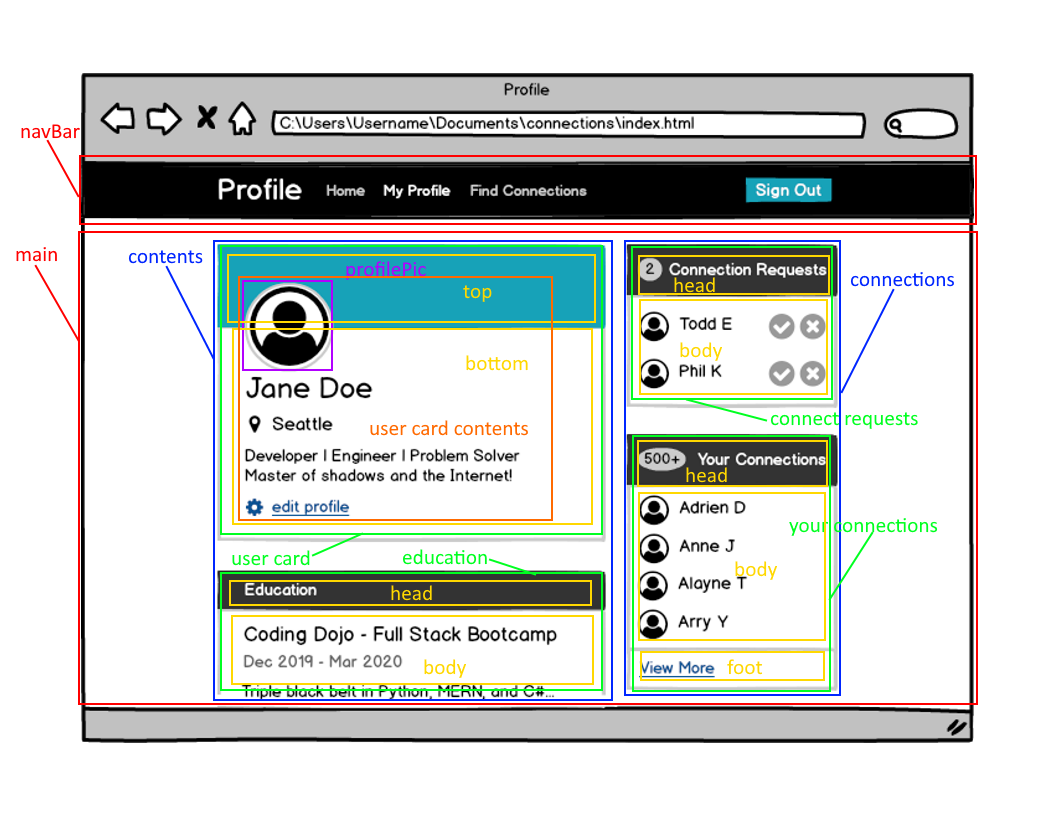 Profile
C:\Users\Username\Documents\connections\index.html
navBar
Profile Home My Profile Find Connections Sign Out
main
contents
profilePic
top
bottom
Jane Doe
Seattle
user card contents
Developer | Engineer | Problem Solver
Master of shadows and the Internet!
edit profile
user card
education
Education
head
Coding Dojo - Full Stack Bootcamp
Dec 2019 - Mar 2020
body
Triple black belt in Python, MERN, and C#...
connections
2 Connection Requests
head
Todd E
body
Phil K
connect requests
500+ Your Connections
head
Adrien D
your connections
Anne J
body
Alayne T
Arry Y
View More foot